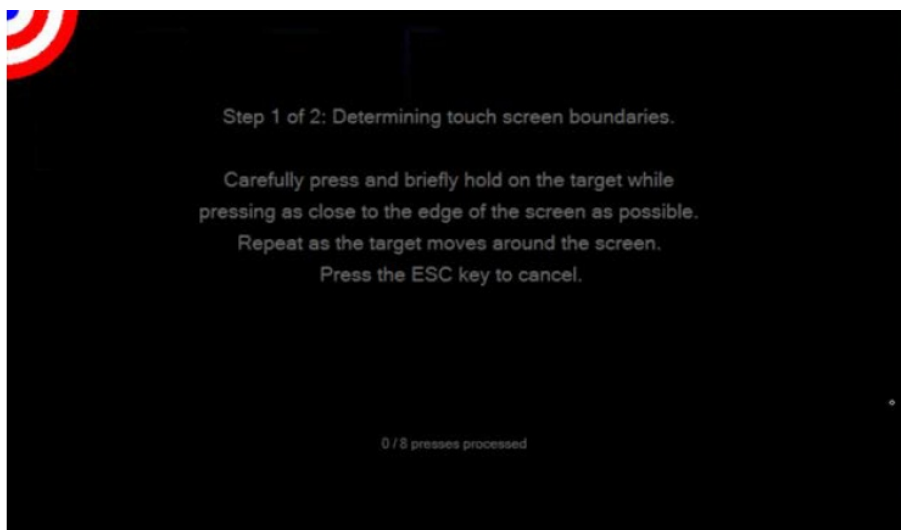 Step 1 of 2: Determining touch screen boundaries.
Carefully press and briefly hold on the target while
pressing as close to the edge of the screen as possible.
Repeat as the target moves around the screen.
Press the ESC key to cancel.
0 / 8 presses processed